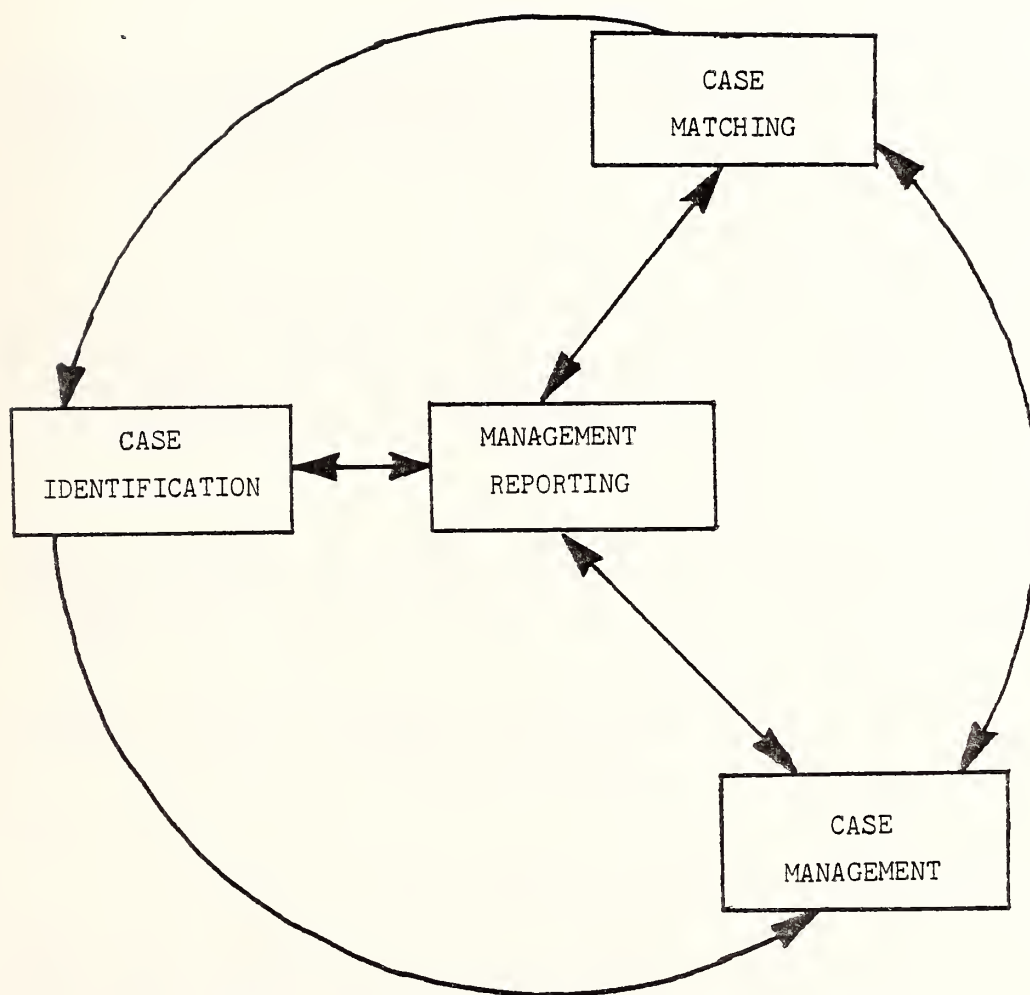 CASE
MATCHING
CASE
IDENTIFICATION
MANAGEMENT
REPORTING
CASE
MANAGEMENT